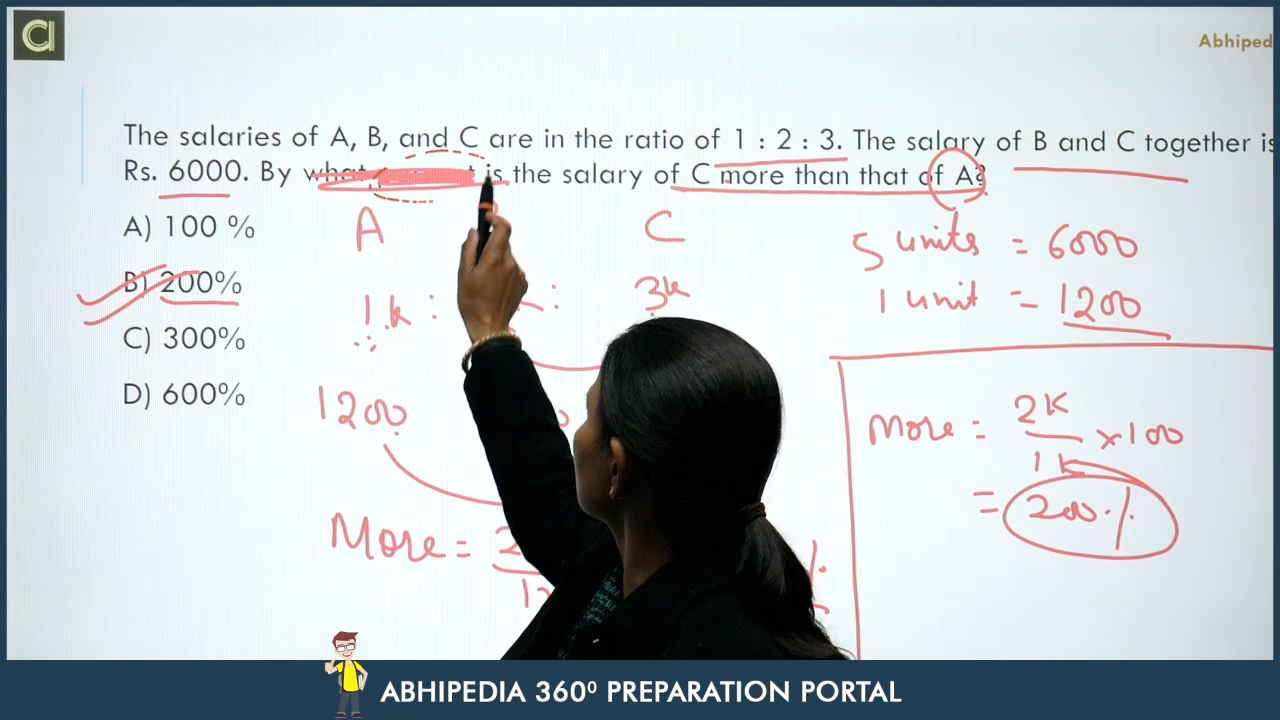 Abhiped
The salaries of A, B, and C are in the ratio of 1 : 2 : 3. The salary of B and C together is
Rs. 6000. By what is the salary of C more than that of A?
A) 100 %
B) 200%
C) 300%
D) 600%
A C
1k : : 3k
1200
More =
5 units = 6000
1 unit = 1200
More = 2k/1k × 100
= 200%
ABHIPEDIA 360º PREPARATION PORTAL